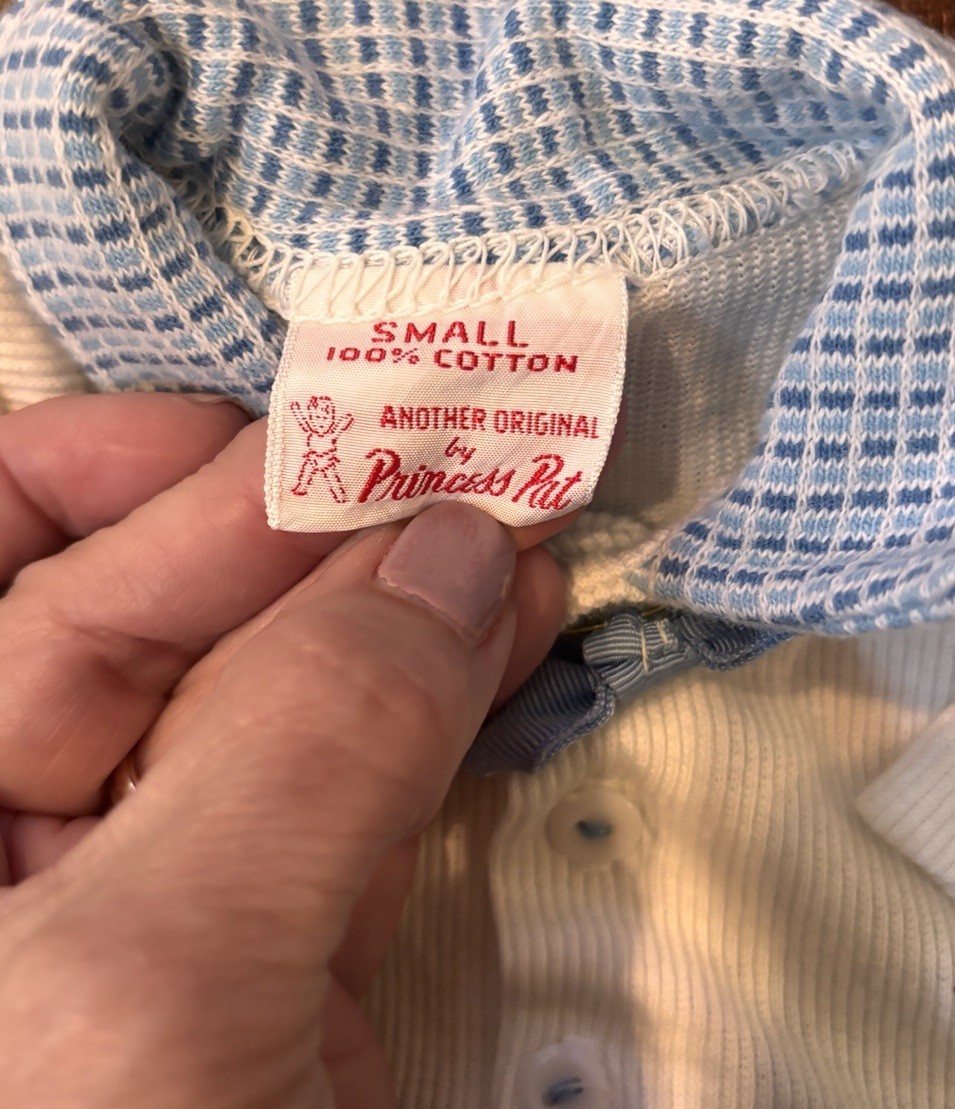 SMALL
100% COTTON
ANOTHER ORIGINAL
by
Princess Pat